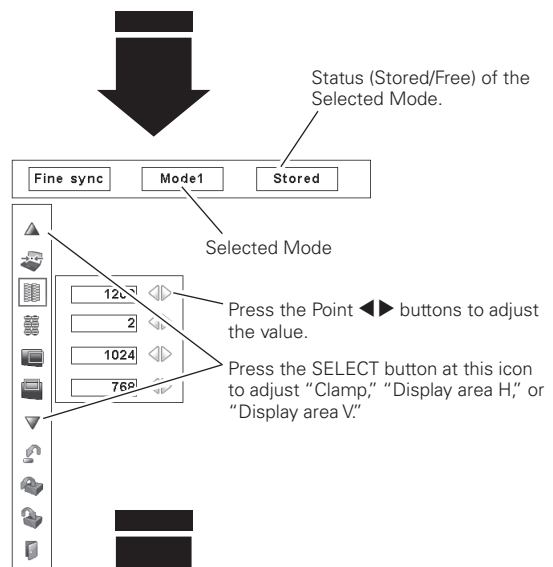 Status (Stored/Free) of the
Selected Mode.
Fine sync Mode1 Stored
Selected Mode
2
1024
768
Press the Point ◀▶ buttons to adjust
the value.
Press the SELECT button at this icon
to adjust “Clamp,” “Display area H,” or
“Display area V.”